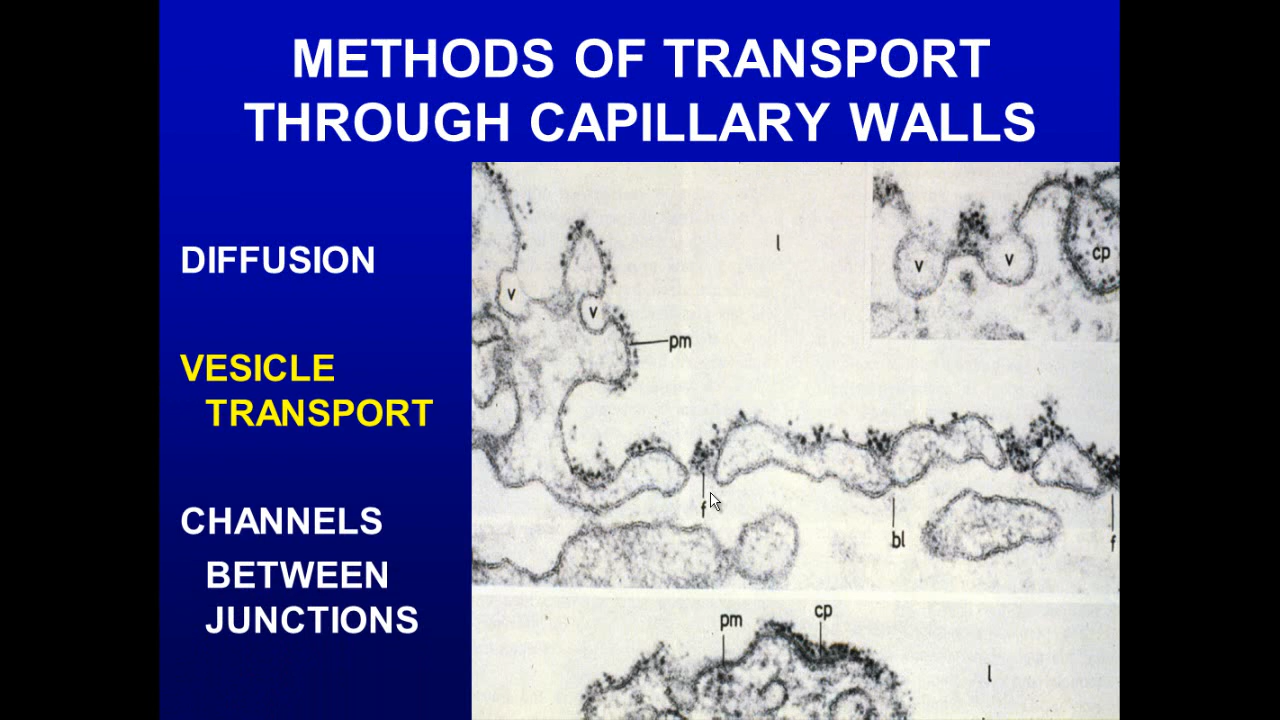 METHODS OF TRANSPORT
THROUGH CAPILLARY WALLS
DIFFUSION
VESICLE
TRANSPORT
CHANNELS
BETWEEN
JUNCTIONS
l
v
v
cp
v
v
pm
f
bl
f
pm
cp
l